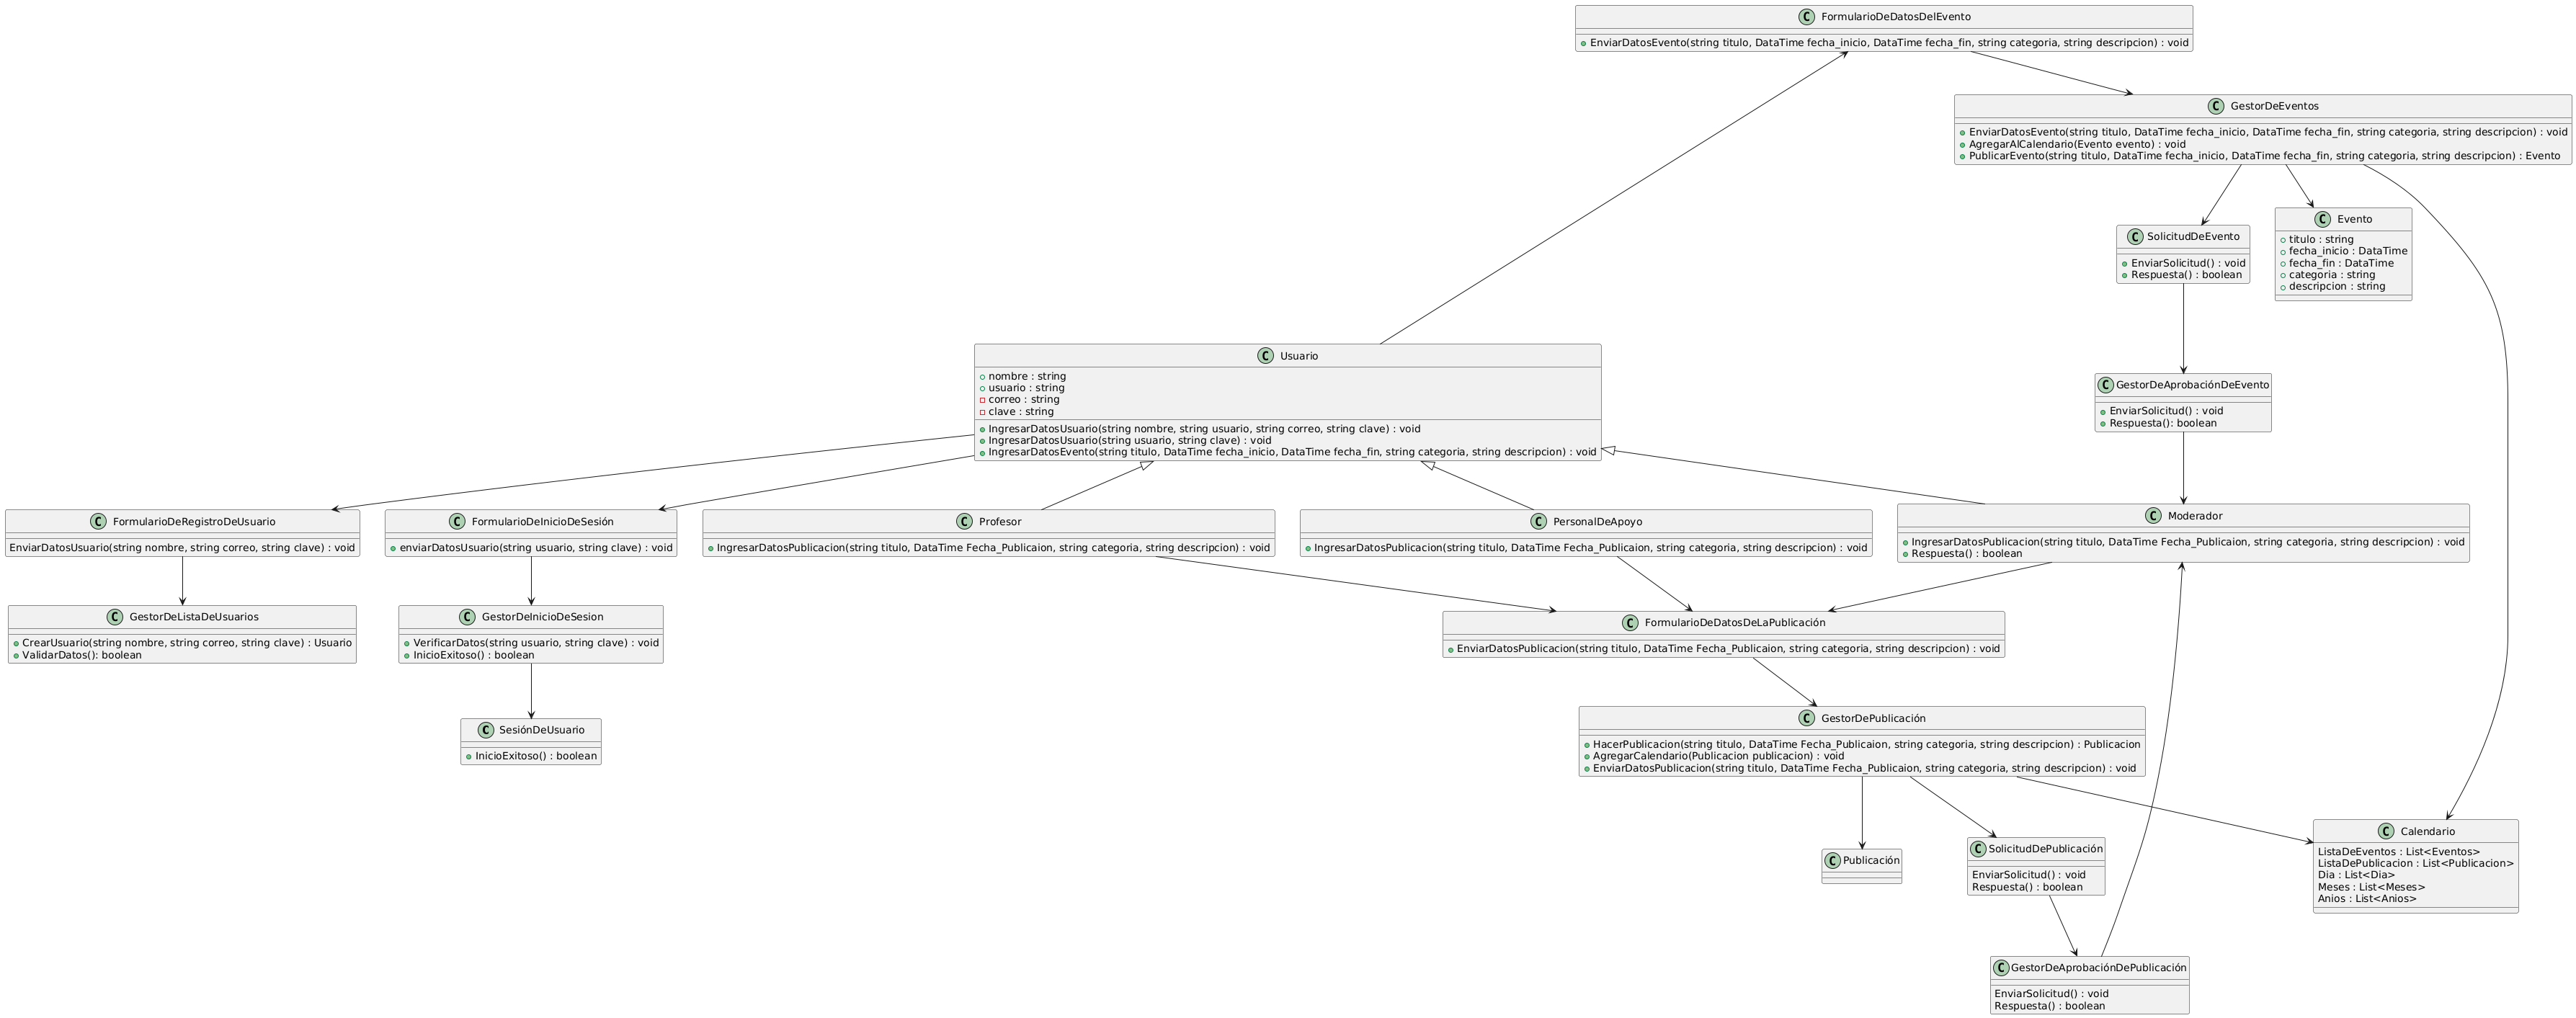 FormularioDeDatosDelEvento
EnviarDatosEvento(string titulo, DataTime fecha_inicio, DataTime fecha_fin, string categoria, string descripcion) : void
GestorDeEventos
EnviarDatosEvento(string titulo, DataTime fecha_inicio, DataTime fecha_fin, string categoria, string descripcion) : void
AgregarAlCalendario(Evento evento) : void
PublicarEvento(string titulo, DataTime fecha_inicio, DataTime fecha_fin, string categoria, string descripcion) : Evento
SolicitudDeEvento
EnviarSolicitud() : void
Respuesta() : boolean
Evento
titulo : string
fecha_inicio : DataTime
fecha_fin : DataTime
categoria : string
descripcion : string
Usuario
nombre : string
usuario : string
correo : string
clave : string
IngresarDatosUsuario(string nombre, string usuario, string correo, string clave) : void
IngresarDatosUsuario(string usuario, string clave) : void
IngresarDatosEvento(string titulo, DataTime fecha_inicio, DataTime fecha_fin, string categoria, string descripcion) : void
GestorDeAprobaciónDeEvento
EnviarSolicitud() : void
Respuesta(): boolean
FormularioDeRegistroDeUsuario
EnviarDatosUsuario(string nombre, string correo, string clave) : void
FormularioDeInicioDeSesión
enviarDatosUsuario(string usuario, string clave) : void
Profesor
IngresarDatosPublicacion(string titulo, DataTime Fecha_Publicaion, string categoria, string descripcion) : void
PersonalDeApoyo
IngresarDatosPublicacion(string titulo, DataTime Fecha_Publicaion, string categoria, string descripcion) : void
Moderador
IngresarDatosPublicacion(string titulo, DataTime Fecha_Publicaion, string categoria, string descripcion) : void
Respuesta() : boolean
GestorDeListaDeUsuarios
CrearUsuario(string nombre, string correo, string clave) : Usuario
ValidarDatos(): boolean
GestorDeInicioDeSesion
VerificarDatos(string usuario, string clave) : void
InicioExitoso() : boolean
FormularioDeDatosDeLaPublicación
EnviarDatosPublicacion(string titulo, DataTime Fecha_Publicaion, string categoria, string descripcion) : void
SesiónDeUsuario
InicioExitoso() : boolean
GestorDePublicación
HacerPublicacion(string titulo, DataTime Fecha_Publicaion, string categoria, string descripcion) : Publicacion
AgregarCalendario(Publicacion publicacion) : void
EnviarDatosPublicacion(string titulo, DataTime Fecha_Publicaion, string categoria, string descripcion) : void
Publicación
SolicitudDePublicación
EnviarSolicitud() : void
Respuesta() : boolean
Calendario
ListaDeEventos : List<Eventos>
ListaDePublicacion : List<Publicacion>
Dia : List<Dia>
Meses : List<Meses>
Anios : List<Anios>
GestorDeAprobaciónDePublicación
EnviarSolicitud() : void
Respuesta() : boolean